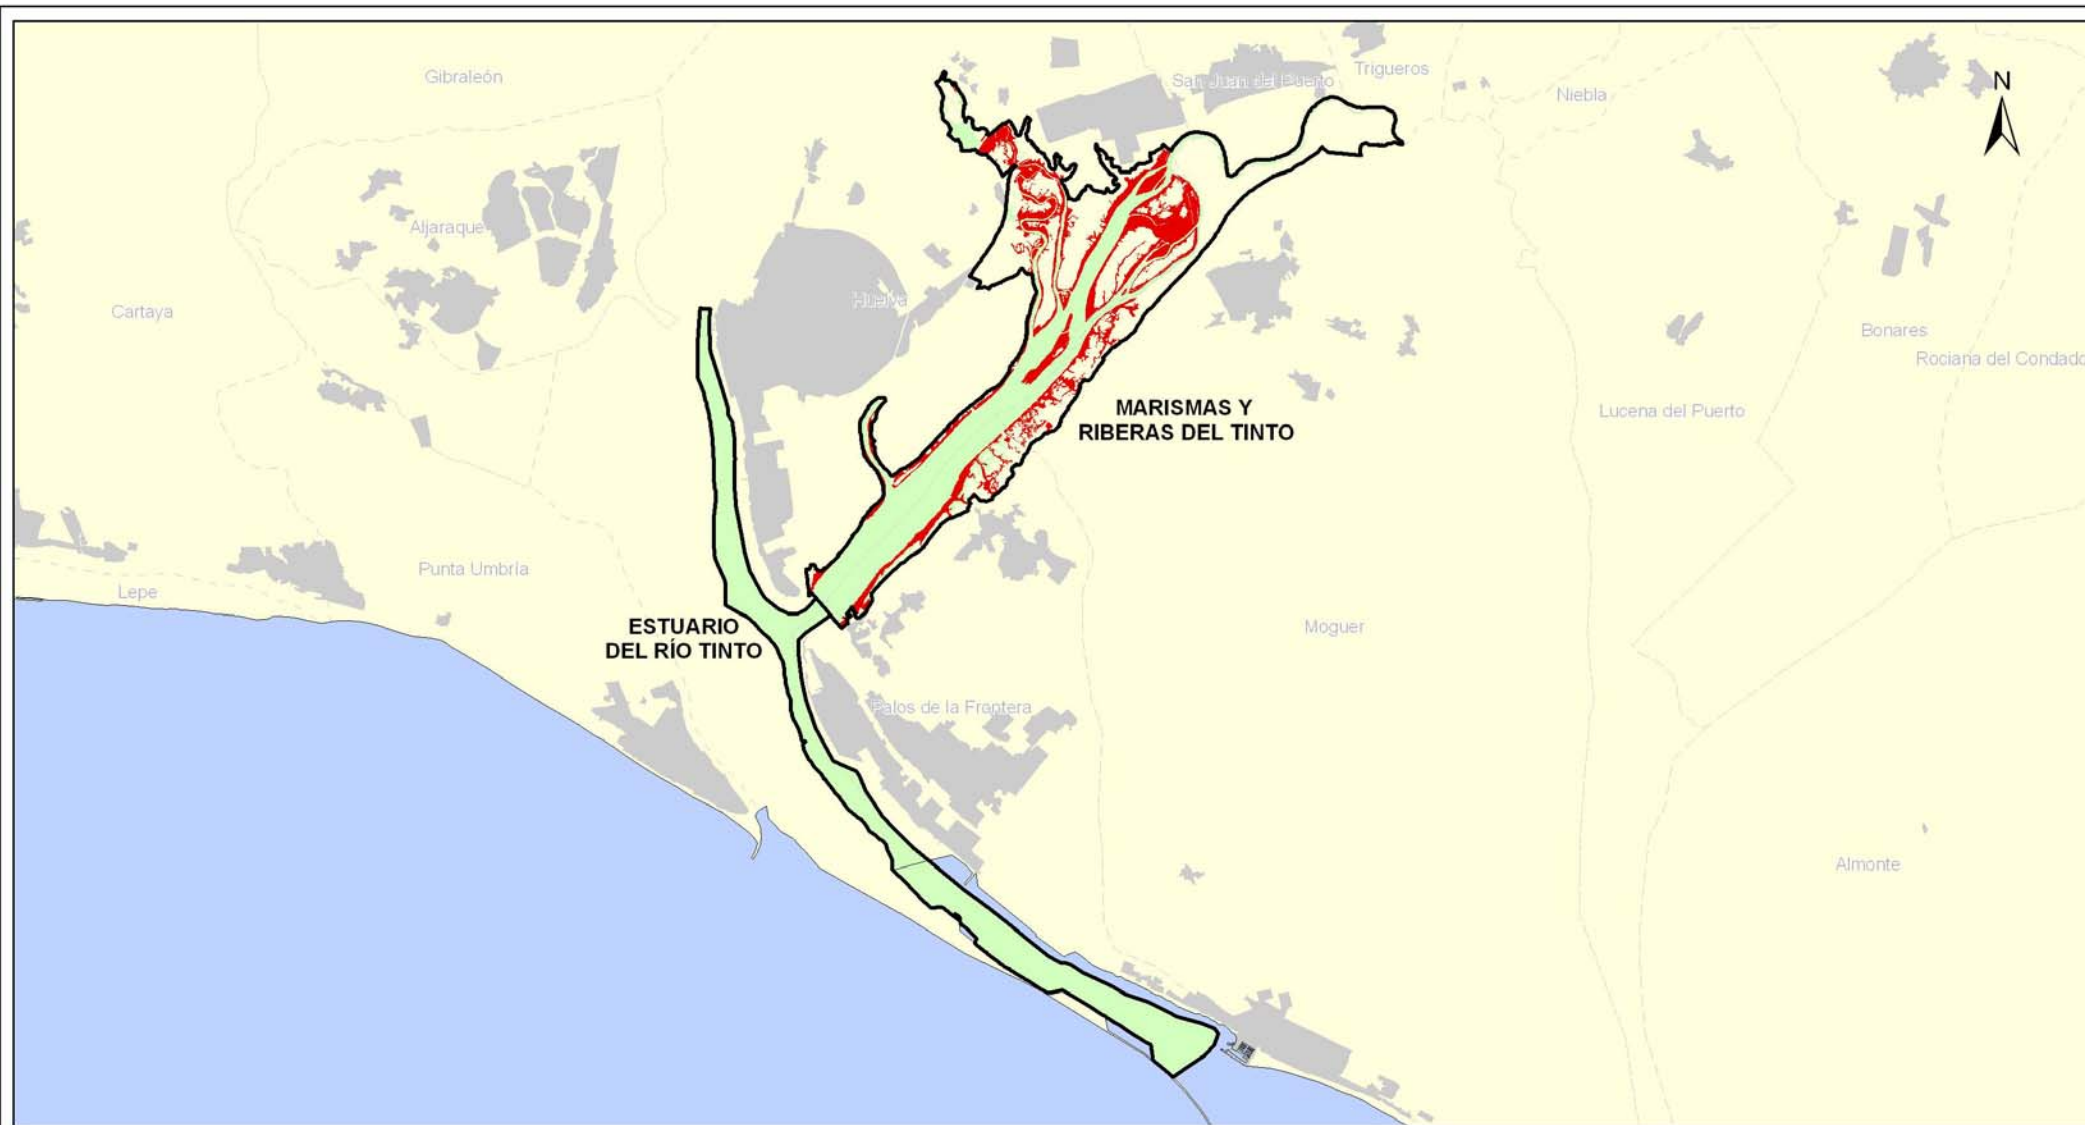 Gibraleón
San Juan del Puerto
Trigueros
Niebla
N
Aljaraque
Cartaya
Huelva
Bonares
Rociana del Condado
MARISMAS Y
RIBERAS DEL TINTO
Lucena del Puerto
Punta Umbría
Lepe
ESTUARIO
DEL RÍO TINTO
Moguer
Palos de la Frontera
Almonte